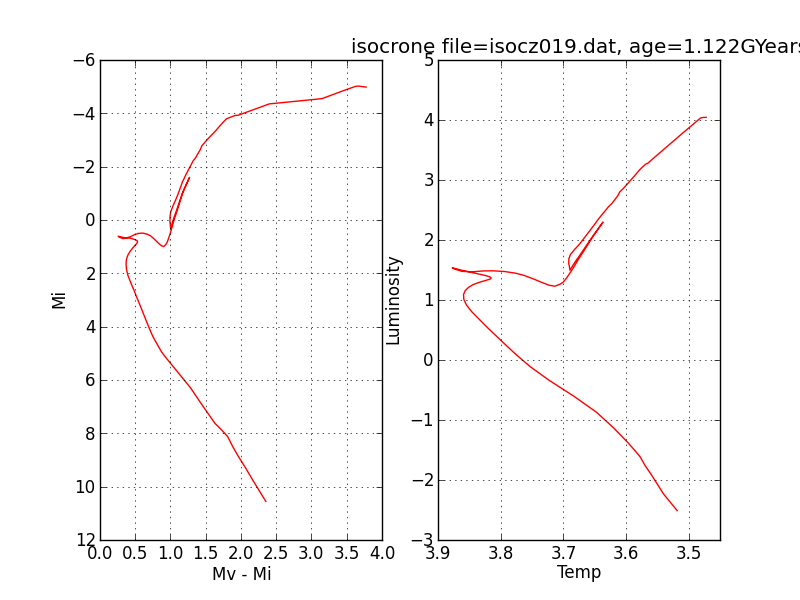 isocrone file=isocz019.dat, age=1.122GYears
−6
−4
−2
0
2
4
6
8
10
12
Mi
0.0 0.5 1.0 1.5 2.0 2.5 3.0 3.5 4.0
Mv - Mi
5
4
3
2
1
0
−1
−2
−3
Luminosity
3.9 3.8 3.7 3.6 3.5
Temp